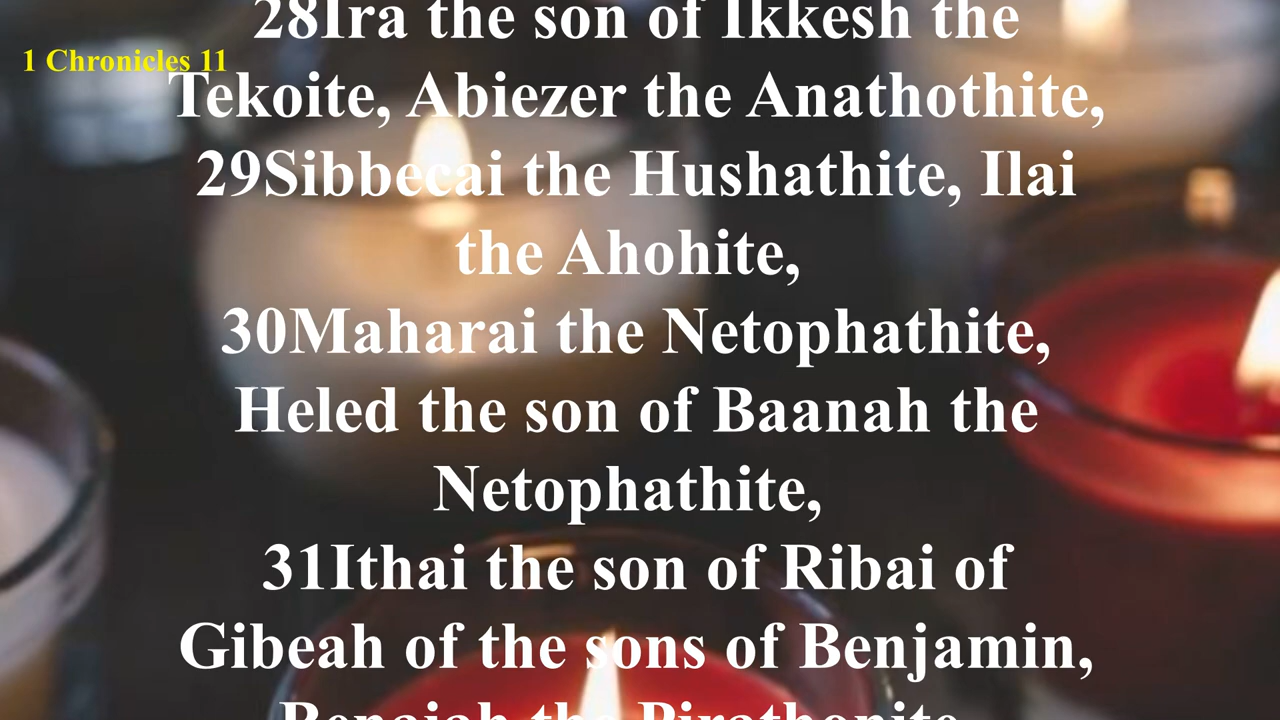 28Ira the son of Ikkesh the
1 Chronicles 11
Tekoite, Abiezer the Anathothite,
29Sibbecai the Hushathite, Ilai
the Ahohite,
30Maharai the Netophathite,
Heled the son of Baanah the
Netophathite,
31Ithai the son of Ribai of
Gibeah of the sons of Benjamin,
Benaiah the Pirathonite,